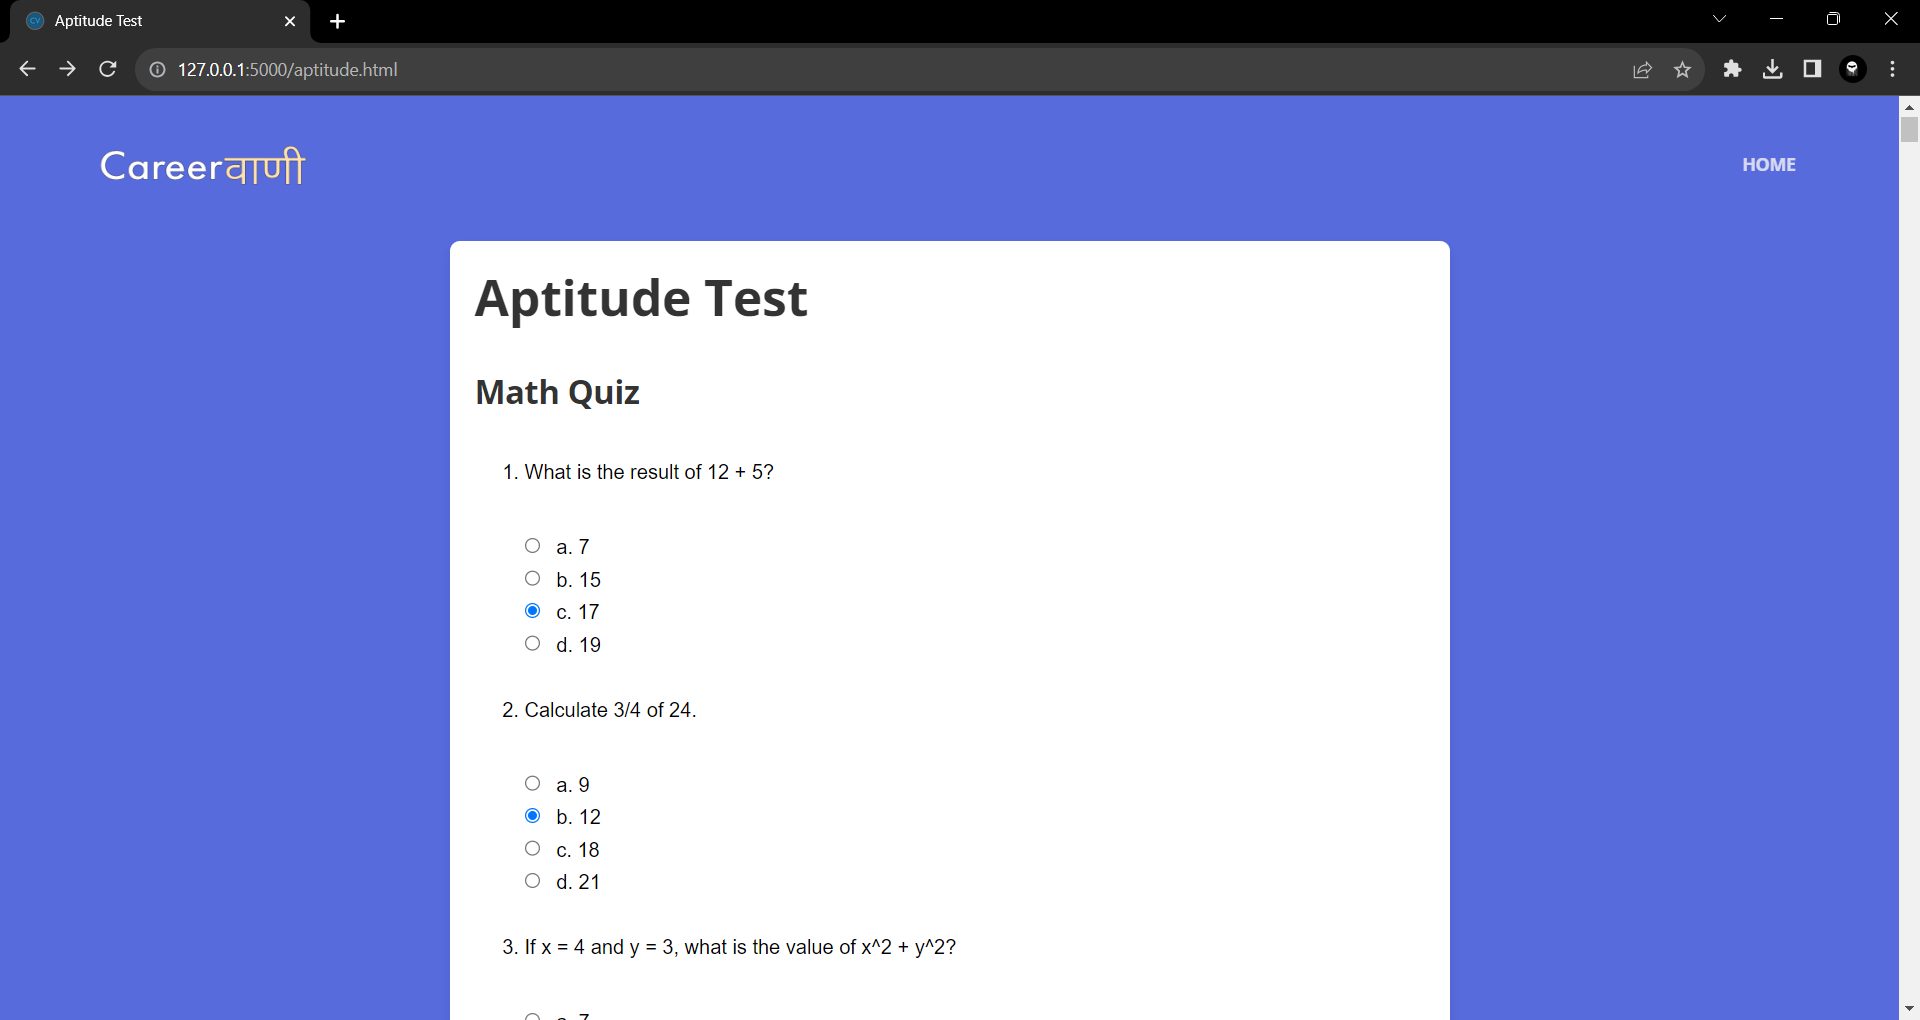 Aptitude Test
127.0.0.1:5000/aptitude.html
Careerवाणी
HOME
Aptitude Test
Math Quiz
1. What is the result of 12 + 5?
a. 7
b. 15
c. 17
d. 19
2. Calculate 3/4 of 24.
a. 9
b. 12
c. 18
d. 21
3. If x = 4 and y = 3, what is the value of x^2 + y^2?